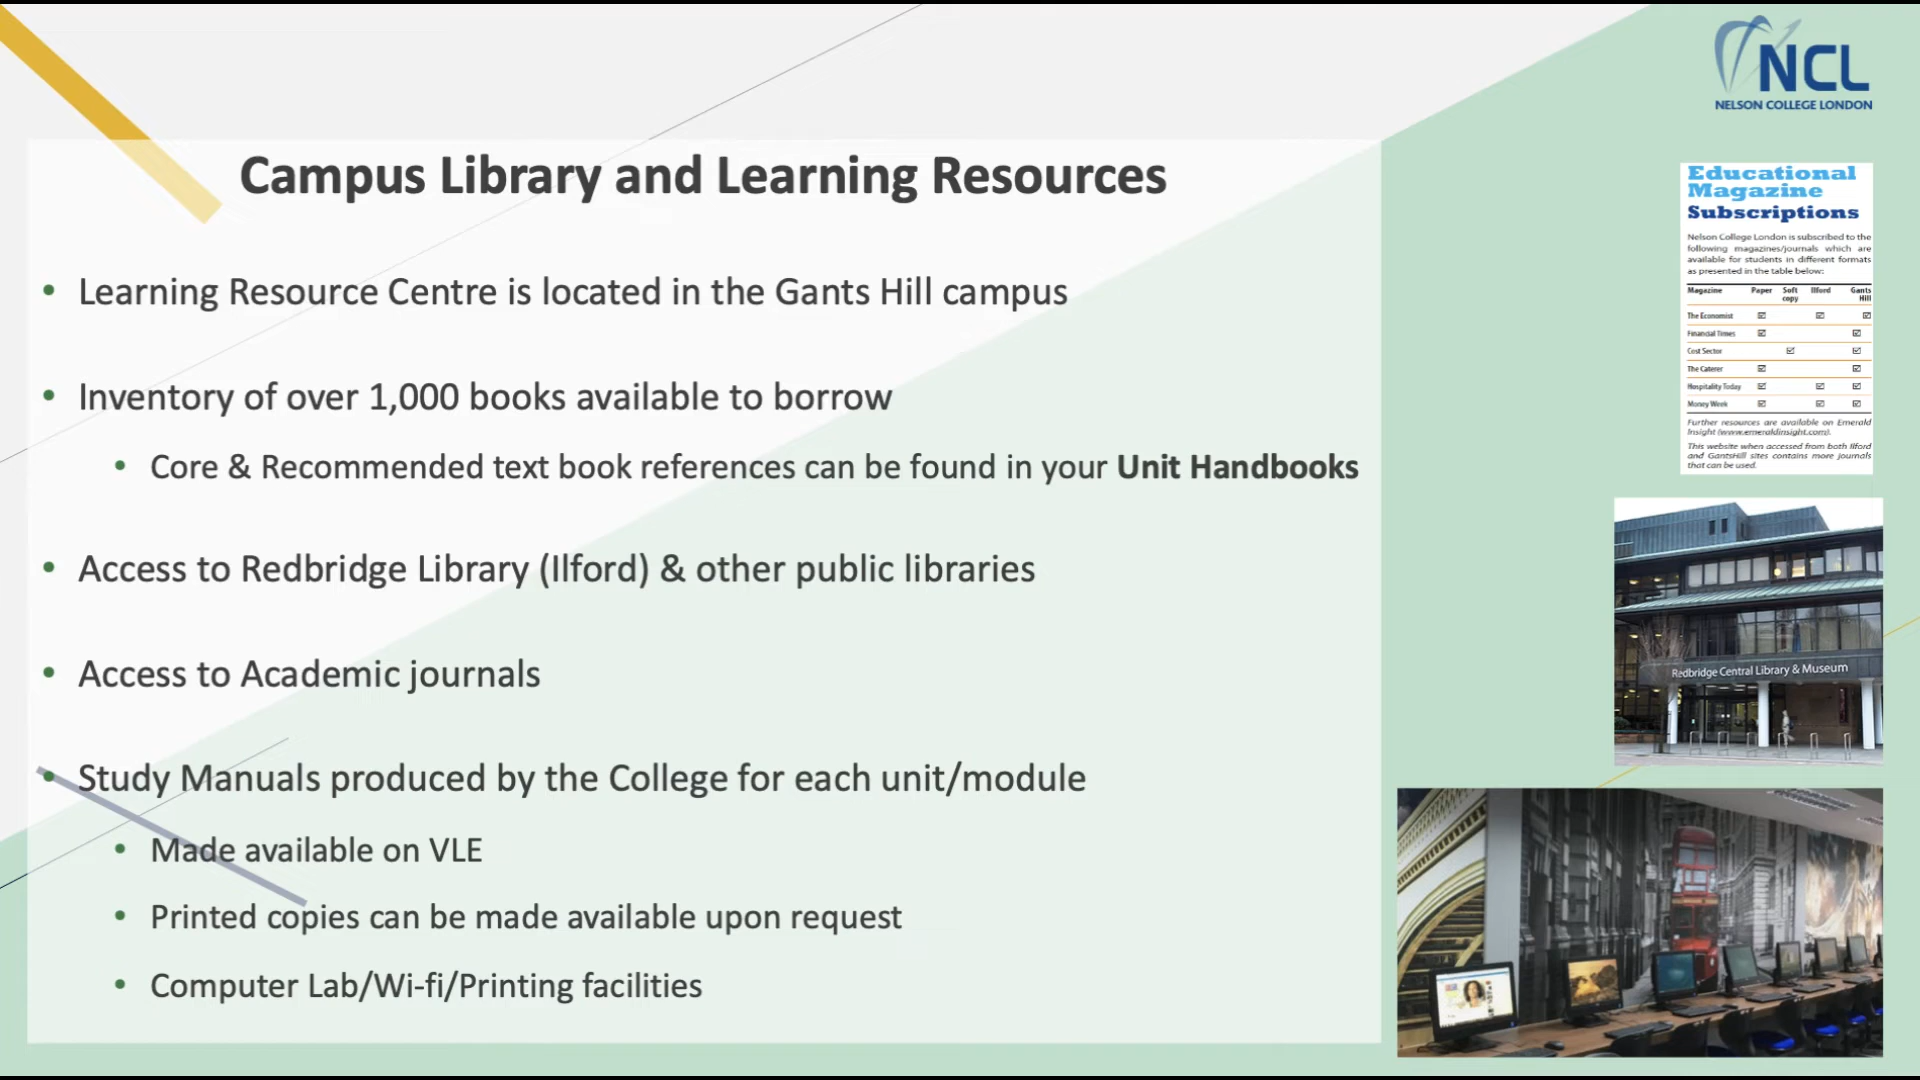 NCL
NELSON COLLEGE LONDON
Campus Library and Learning Resources
• Learning Resource Centre is located in the Gants Hill campus
• Inventory of over 1,000 books available to borrow
• Core & Recommended text book references can be found in your Unit Handbooks
• Access to Redbridge Library (Ilford) & other public libraries
• Access to Academic journals
• Study Manuals produced by the College for each unit/module
• Made available on VLE
• Printed copies can be made available upon request
• Computer Lab/Wi-fi/Printing facilities
Educational
Magazine
Subscriptions
Nelson College London is subscribed to the
following magazines/journals which are
available for students in different formats
as presented in the table below:
Magazine Paper Soft copy Ilford Gants Hill
The Economist ☑ ☑ ☑
Financial Times ☑ ☑
Cost Sector ☑ ☑
The Caterer ☑ ☑
Hospitality Today ☑ ☑ ☑
Money Week ☑ ☑ ☑
Further resources are available on Emerald
Insight (www.emeraldinsight.com).
This website when accessed from both Ilford
and GantsHill sites contains more journals
that can be used.
Redbridge Central Library & Museum